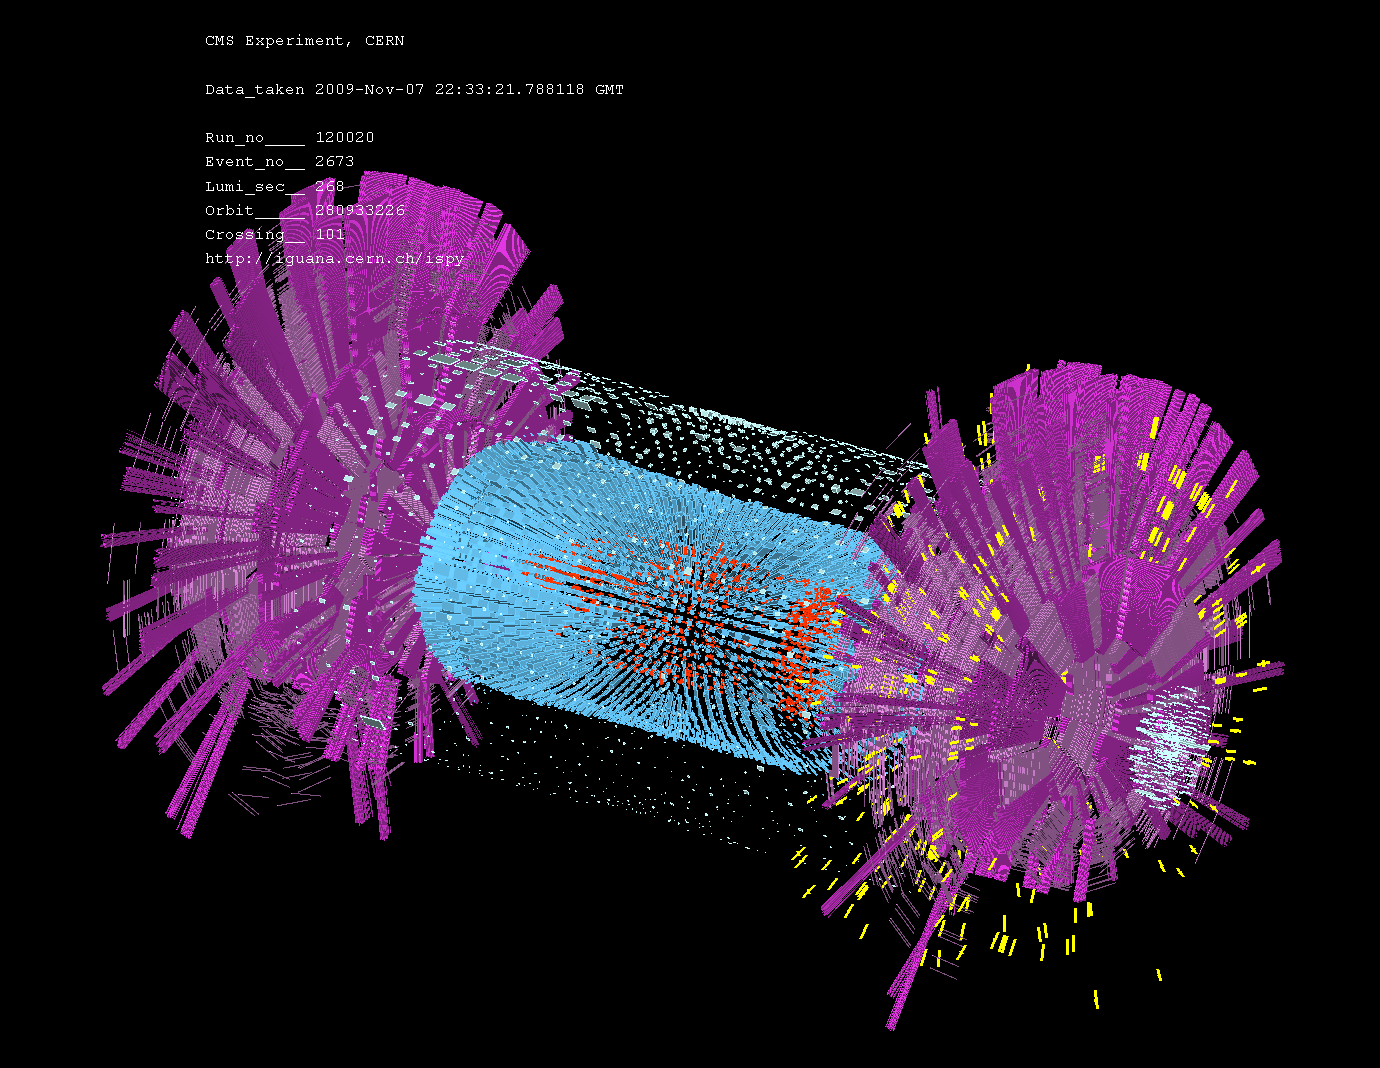 CMS Experiment, CERN
Data_taken 2009-Nov-07 22:33:21.788118 GMT
Run_no____ 120020
Event_no__ 2673
Lumi_sec__ 268
Orbit_____ 280933226
Crossing__ 101
http://iguana.cern.ch/ispy